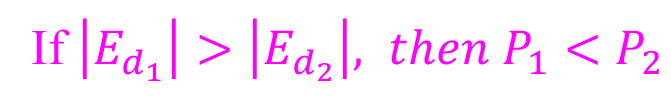 If |E_{d_1}| > |E_{d_2}|, then P_1 < P_2